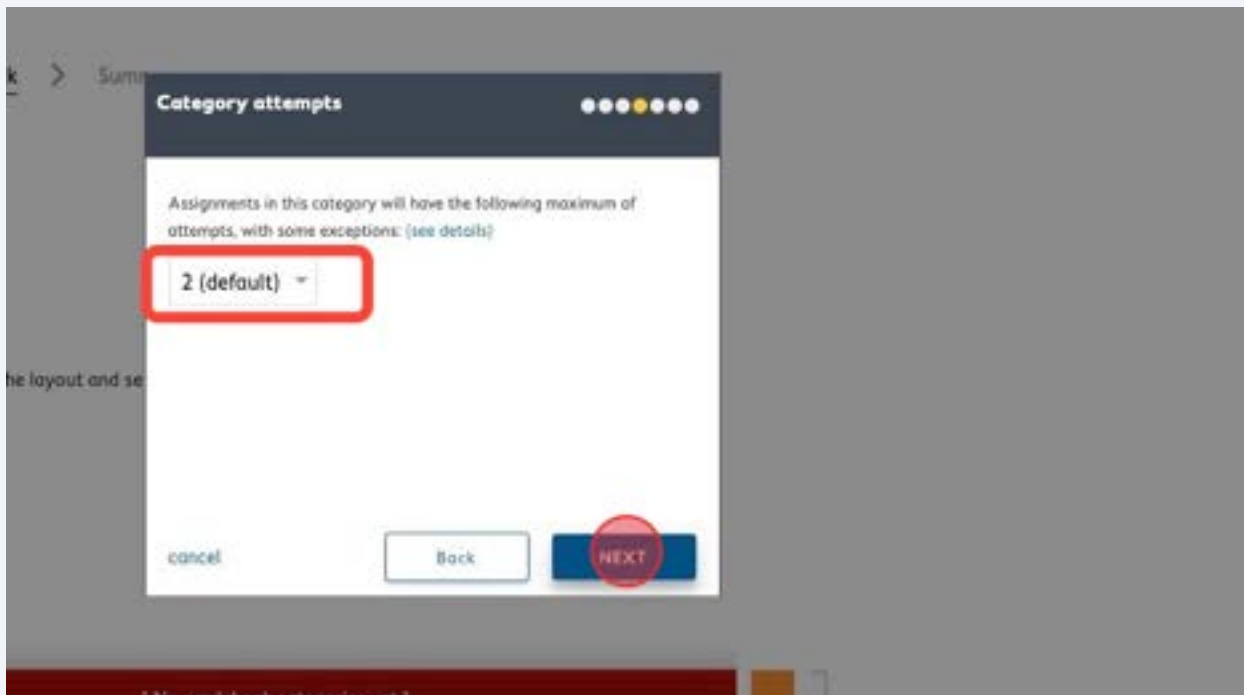 k > Sum
Category attempts
Assignments in this category will have the following maximum of
attempts, with some exceptions: (see details)
2 (default)
he layout and se
cancel
Back
NEXT